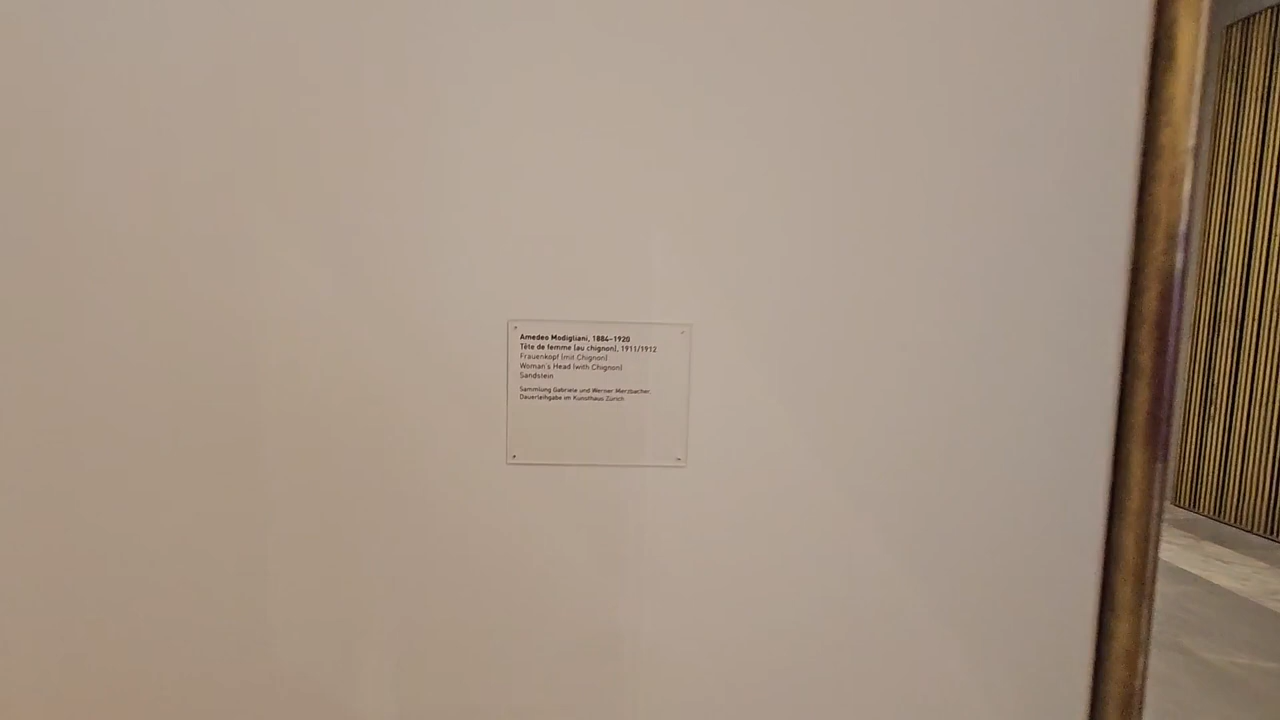 Amedeo Modigliani, 1884–1920
Tête de femme (au chignon), 1911/1912
Frauenkopf (mit Chignon)
Woman's Head (with Chignon)
Sandstein
Sammlung Gabriele und Werner Merzbacher,
Dauerleihgabe im Kunsthaus Zürich